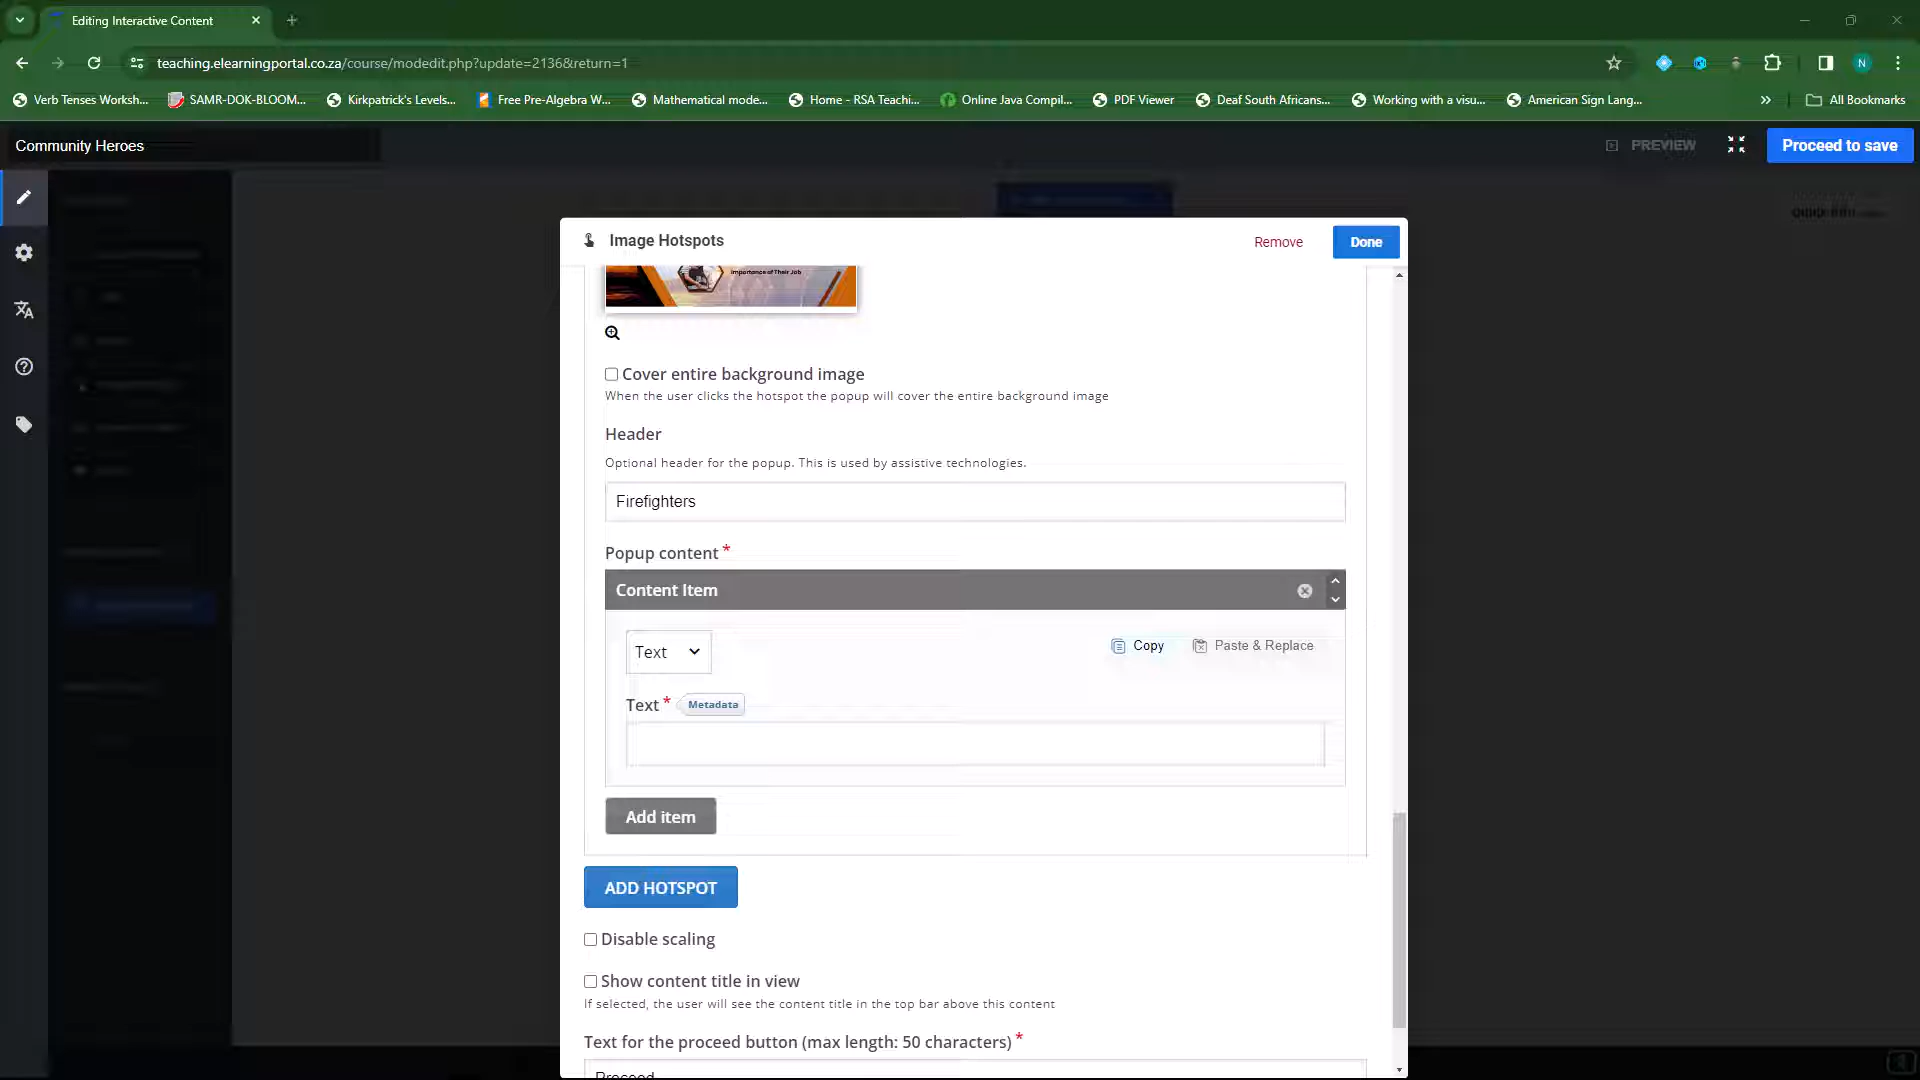 Editing Interactive Content
teaching.elearningportal.co.za/course/modedit.php?update=2136&return=1
N
Verb Tenses Worksh...
SAMR-DOK-BLOOM...
Kirkpatrick's Levels...
Free Pre-Algebra W...
Mathematical mode...
Home - RSA Teachi...
Online Java Compil...
PDF Viewer
Deaf South Africans...
Working with a visu...
American Sign Lang...
All Bookmarks
Community Heroes
PREVIEW
Proceed to save
Image Hotspots
Remove
Done
Importance of Their Job
Cover entire background image
When the user clicks the hotspot the popup will cover the entire background image
Header
Optional header for the popup. This is used by assistive technologies.
Firefighters
Popup content *
Content Item
Text
Copy
Paste & Replace
Text * Metadata
Add item
ADD HOTSPOT
Disable scaling
Show content title in view
If selected, the user will see the content title in the top bar above this content
Text for the proceed button (max length: 50 characters) *
Proceed